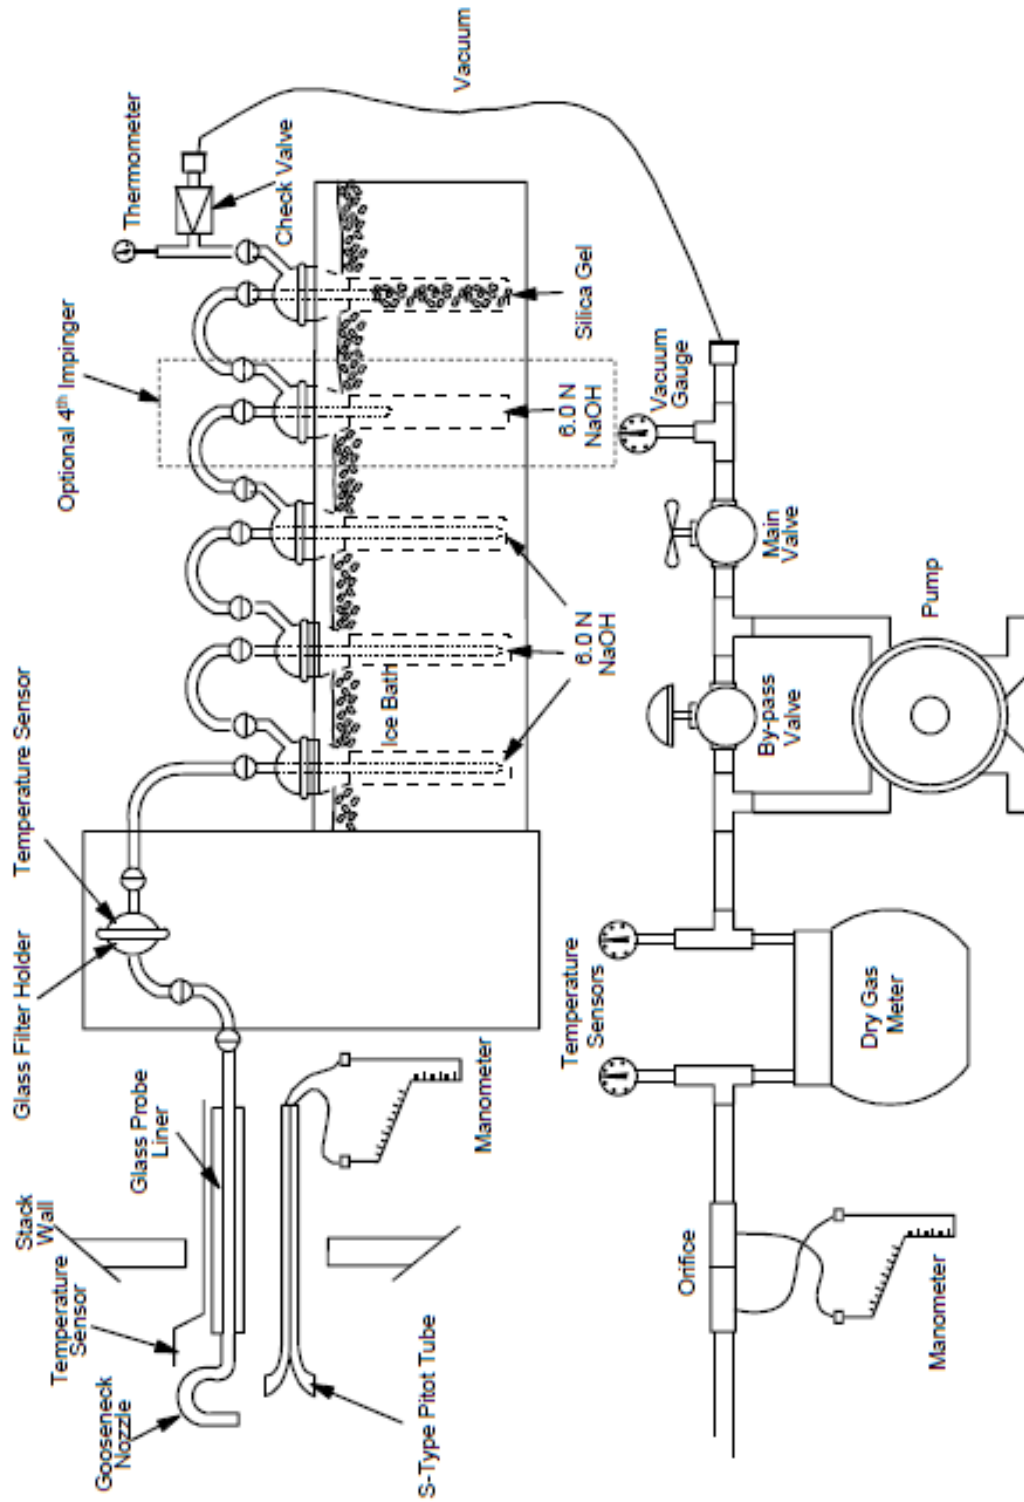 Temperature Sensor
Glass Filter Holder
Stack
Wall
Temperature
Sensor
Gooseneck
Nozzle
Glass Probe
Liner
S-Type Pitot Tube
Manometer
Optional 4th Impinger
Thermometer
Check Valve
Vacuum
Ice Bath
6.0 N
NaOH
6.0 N
NaOH
Silica Gel
Temperature
Sensors
Vacuum
Gauge
Main
Valve
By-pass
Valve
Pump
Dry Gas
Meter
Orifice
Manometer